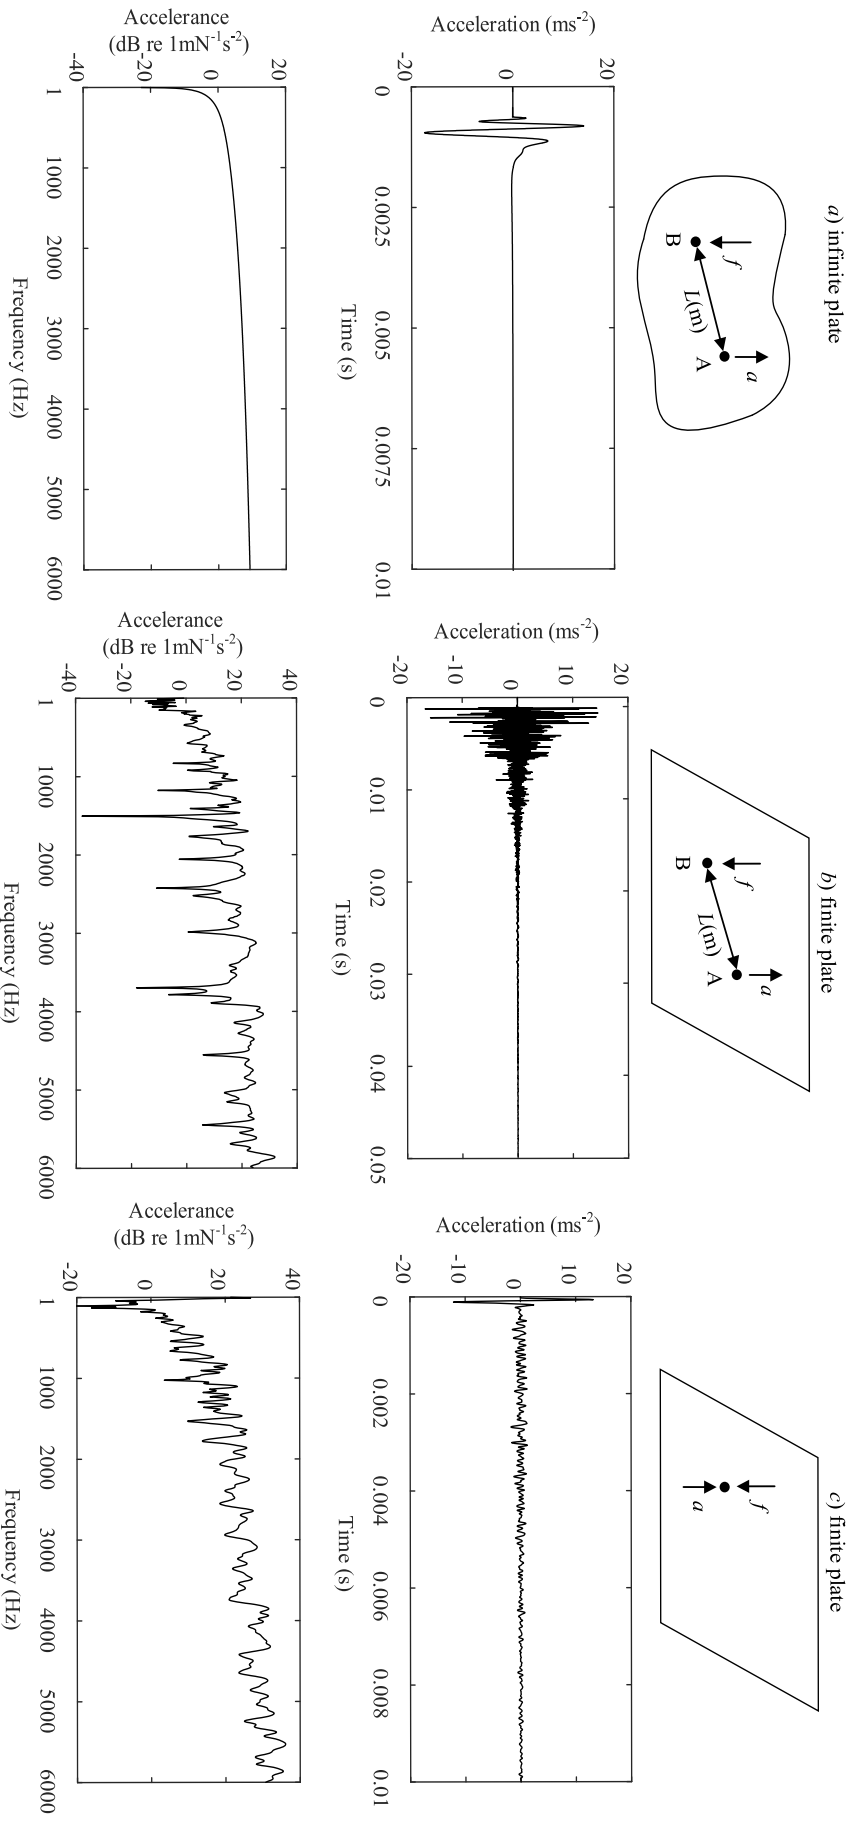 a) infinite plate
f
B
L(m)
A
a
Acceleration (ms-2)
20
0
-20
0
0.0025
0.005
0.0075
0.01
Time (s)
Accelerance
(dB re 1mN-1s-2)
20
0
-20
-40
1
1000
2000
3000
4000
5000
6000
Frequency (Hz)
b) finite plate
f
B
L(m)
A
a
Acceleration (ms-2)
20
10
0
-10
-20
0
0.01
0.02
0.03
0.04
0.05
Time (s)
Accelerance
(dB re 1mN-1s-2)
40
20
0
-20
-40
1
1000
2000
3000
4000
5000
6000
Frequency (Hz)
c) finite plate
f
a
Acceleration (ms-2)
20
10
0
-10
-20
0
0.002
0.004
0.006
0.008
0.01
Time (s)
Accelerance
(dB re 1mN-1s-2)
40
20
0
-20
1
1000
2000
3000
4000
5000
6000
Frequency (Hz)